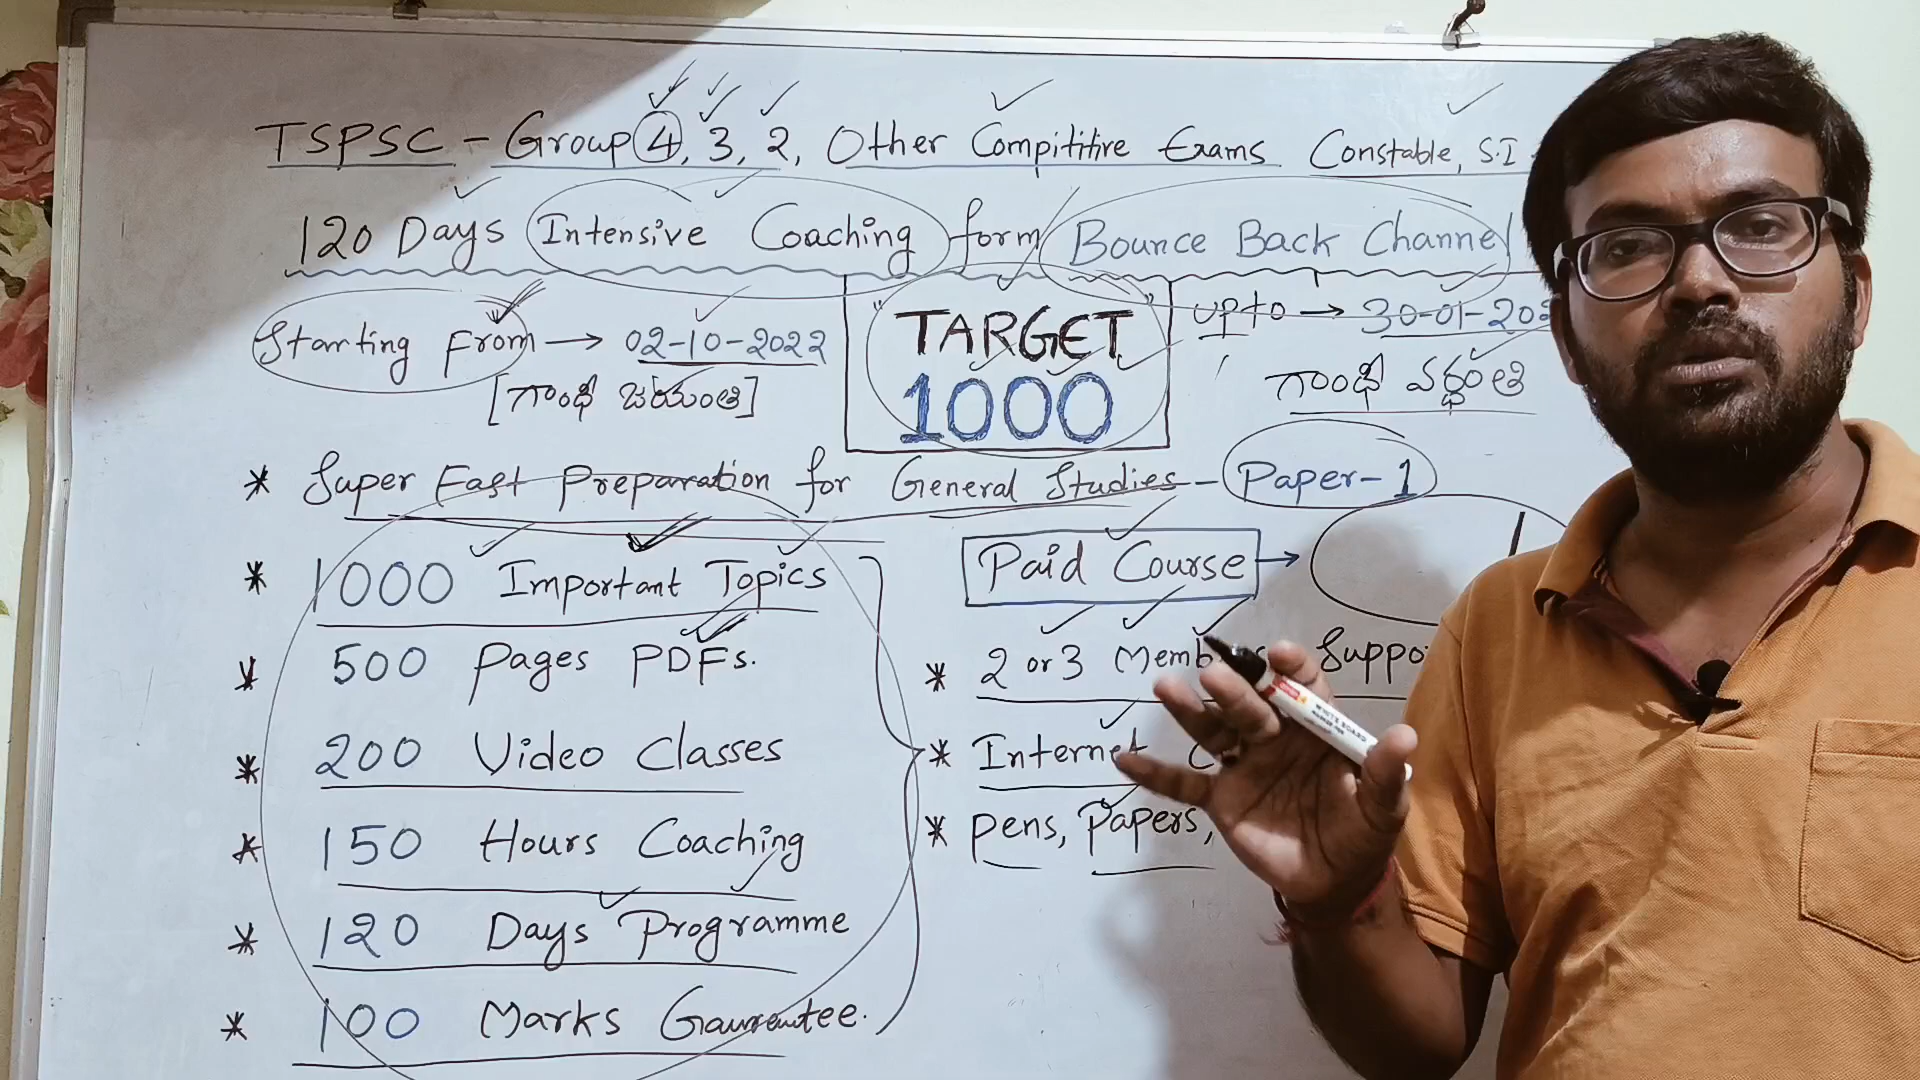 TSPSC - Group 4, 3, 2, Other Compititive Exams Constable, S.I
120 Days Intensive Coaching form Bounce Back Channel
Starting From → 02-10-2022
[గాంధీ జయంతి]
"TARGET"
1000
upto → 30-01-202
గాంధీ వర్ధంతి
* Super Fast Preparation for General Studies - Paper-1
* 1000 Important Topics
* 500 Pages PDFs.
* 200 Video Classes
* 150 Hours Coaching
* 120 Days Programme
* 100 Marks Gaurentee.
Paid Course →
* 2 or 3 Members Suppo
* Internet C
* Pens, Papers,